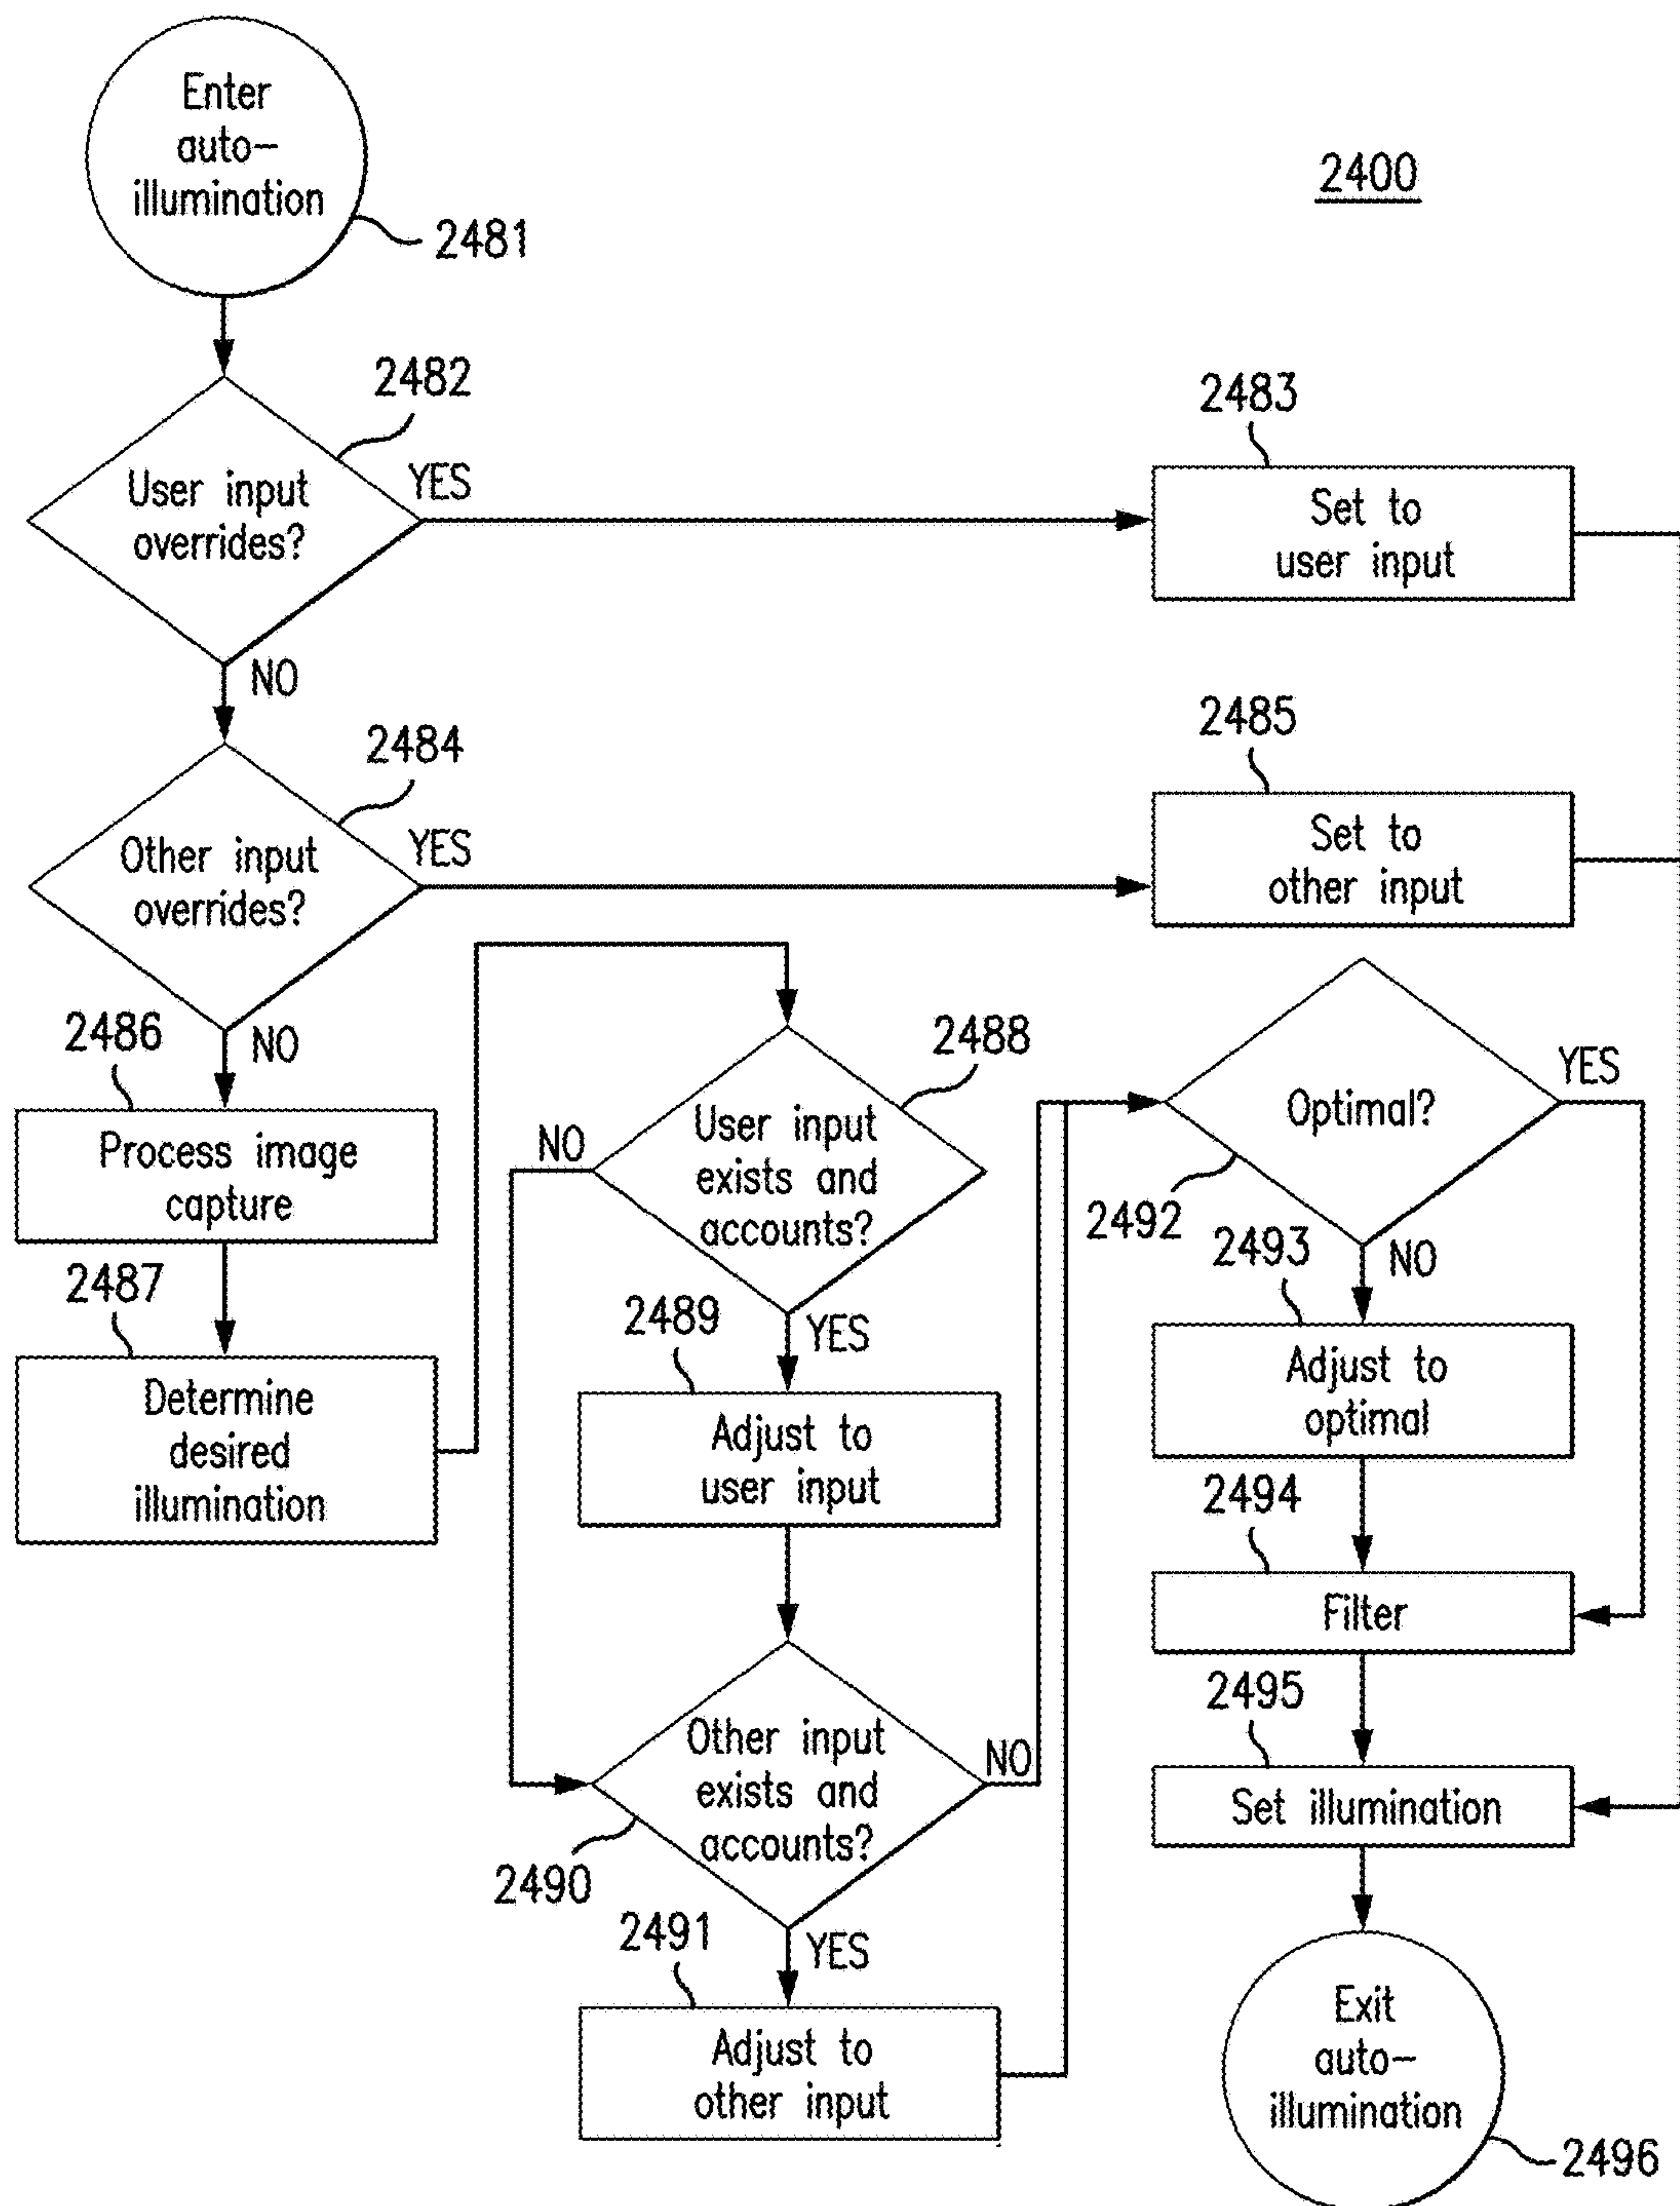 Enter
auto-
illumination
2481
2400
2482
User input
overrides?
YES
NO
2483
Set to
user input
2484
Other input
overrides?
YES
NO
2485
Set to
other input
2486
Process image
capture
2487
Determine
desired
illumination
2488
User input
exists and
accounts?
NO
YES
2489
Adjust to
user input
2490
Other input
exists and
accounts?
NO
YES
2491
Adjust to
other input
2492
Optimal?
YES
NO
2493
Adjust to
optimal
2494
Filter
2495
Set illumination
Exit
auto-
illumination
2496